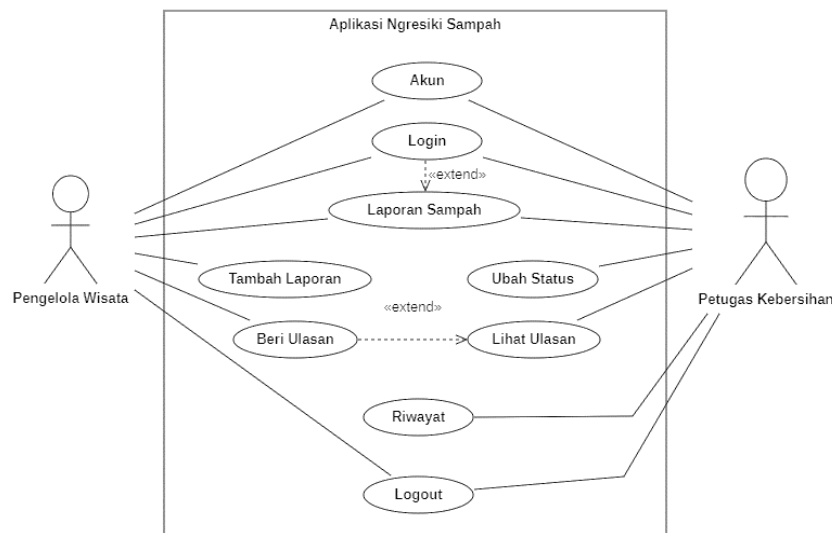 Aplikasi Ngresiki Sampah
Akun
Login
«extend»
Laporan Sampah
Tambah Laporan
Ubah Status
Pengelola Wisata
Petugas Kebersihan
«extend»
Beri Ulasan
Lihat Ulasan
Riwayat
Logout